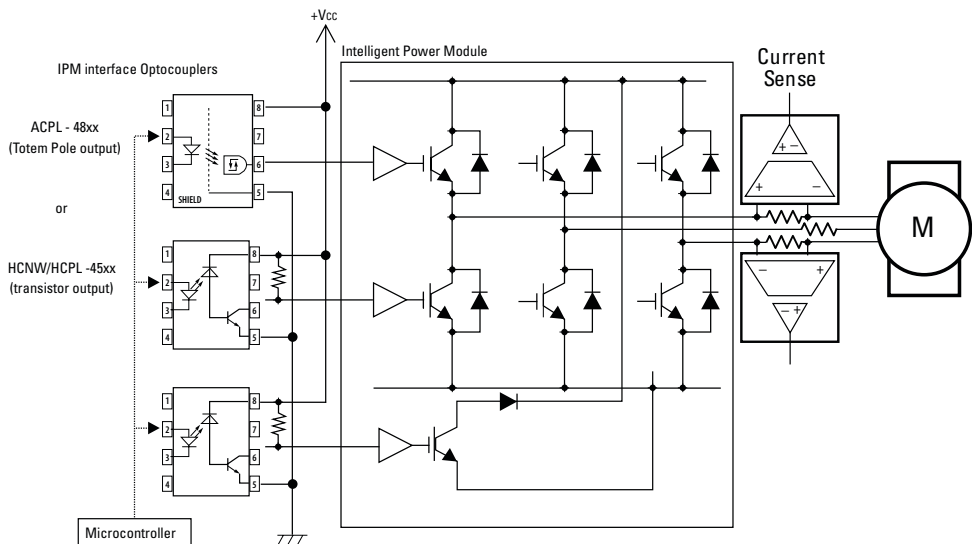 +Vcc
Intelligent Power Module
IPM interface Optocouplers
Current
Sense
ACPL - 48xx
(Totem Pole output)
1
2
3
4
8
7
6
5
SHIELD
+ −
+ −
or
M
HCNW/HCPL -45xx
(transistor output)
1
2
3
4
8
7
6
5
− +
− +
1
2
3
4
8
7
6
5
Microcontroller